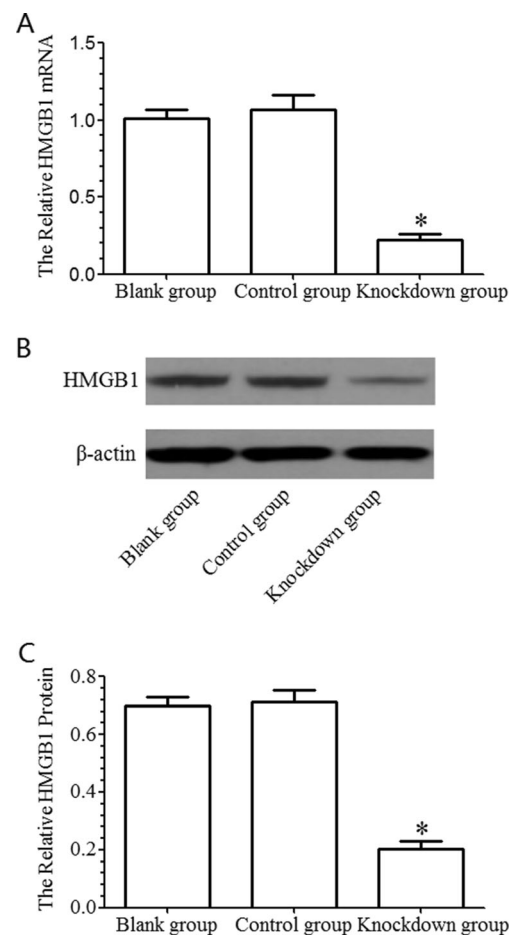 A
The Relative HMGB1 mRNA
1.5
1.0
0.5
0.0
Blank group Control group Knockdown group
*
B
HMGB1
β-actin
Blank group
Control group
Knockdown group
C
The Relative HMGB1 Protein
0.8
0.6
0.4
0.2
0.0
Blank group Control group Knockdown group
*